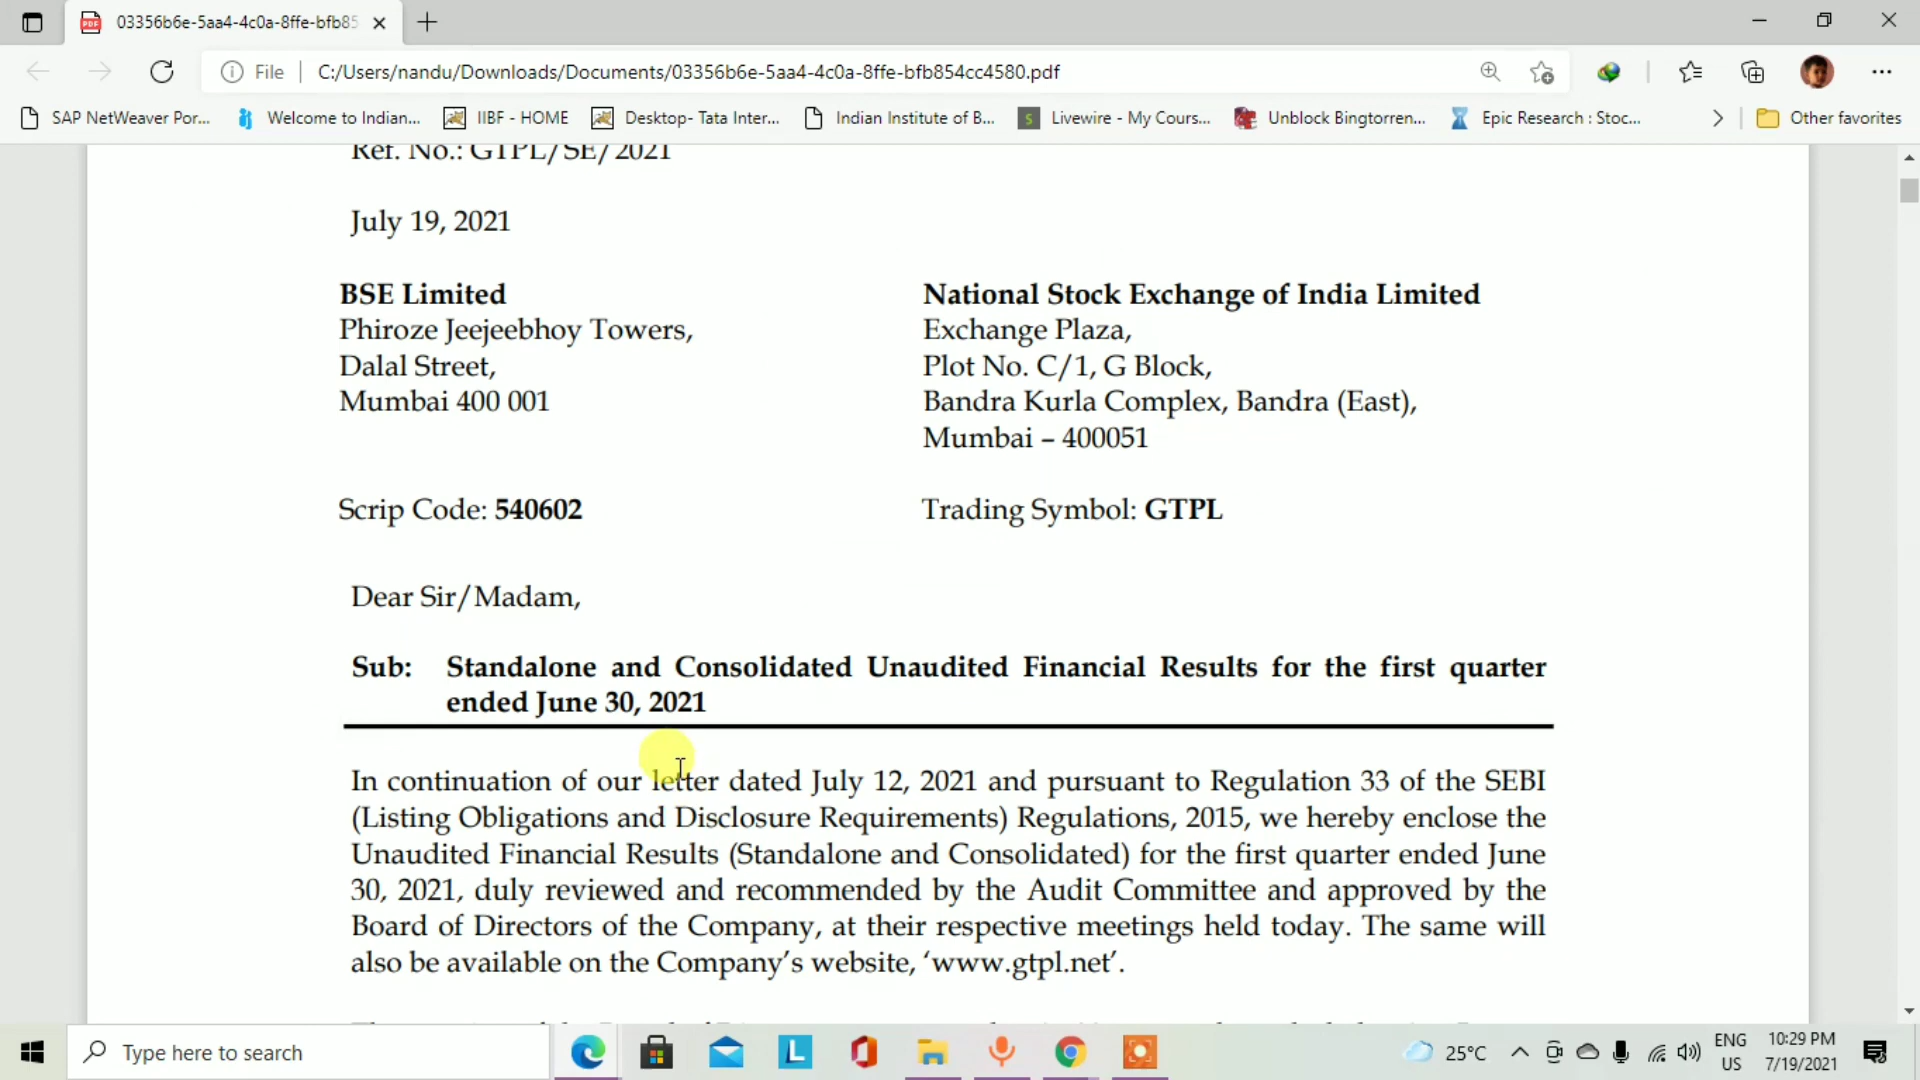 03356b6e-5aa4-4c0a-8ffe-bfb85
File
C:/Users/nandu/Downloads/Documents/03356b6e-5aa4-4c0a-8ffe-bfb854cc4580.pdf
SAP NetWeaver Por...
Welcome to Indian...
IIBF - HOME
Desktop- Tata Inter...
Indian Institute of B...
Livewire - My Cours...
Unblock Bingtorren...
Epic Research : Stoc...
Other favorites
Ref. No.: GTPL/SE/2021
July 19, 2021
BSE Limited
Phiroze Jeejeebhoy Towers,
Dalal Street,
Mumbai 400 001
National Stock Exchange of India Limited
Exchange Plaza,
Plot No. C/1, G Block,
Bandra Kurla Complex, Bandra (East),
Mumbai – 400051
Scrip Code: 540602
Trading Symbol: GTPL
Dear Sir/Madam,
Sub: Standalone and Consolidated Unaudited Financial Results for the first quarter
ended June 30, 2021
In continuation of our letter dated July 12, 2021 and pursuant to Regulation 33 of the SEBI
(Listing Obligations and Disclosure Requirements) Regulations, 2015, we hereby enclose the
Unaudited Financial Results (Standalone and Consolidated) for the first quarter ended June
30, 2021, duly reviewed and recommended by the Audit Committee and approved by the
Board of Directors of the Company, at their respective meetings held today. The same will
also be available on the Company's website, ‘www.gtpl.net’.
Type here to search
25°C
ENG
US
10:29 PM
7/19/2021